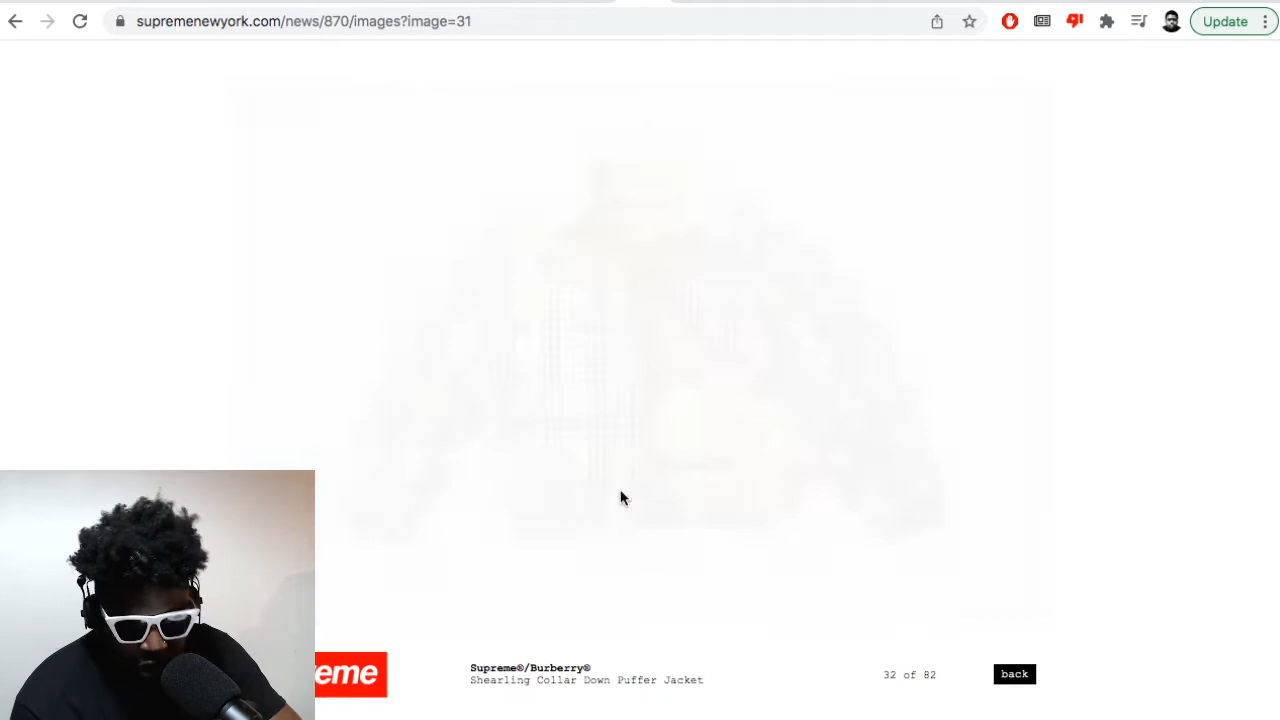 supremenewyork.com/news/870/images?image=31
Update
eme
Supreme®/Burberry®
Shearling Collar Down Puffer Jacket
32 of 82
back